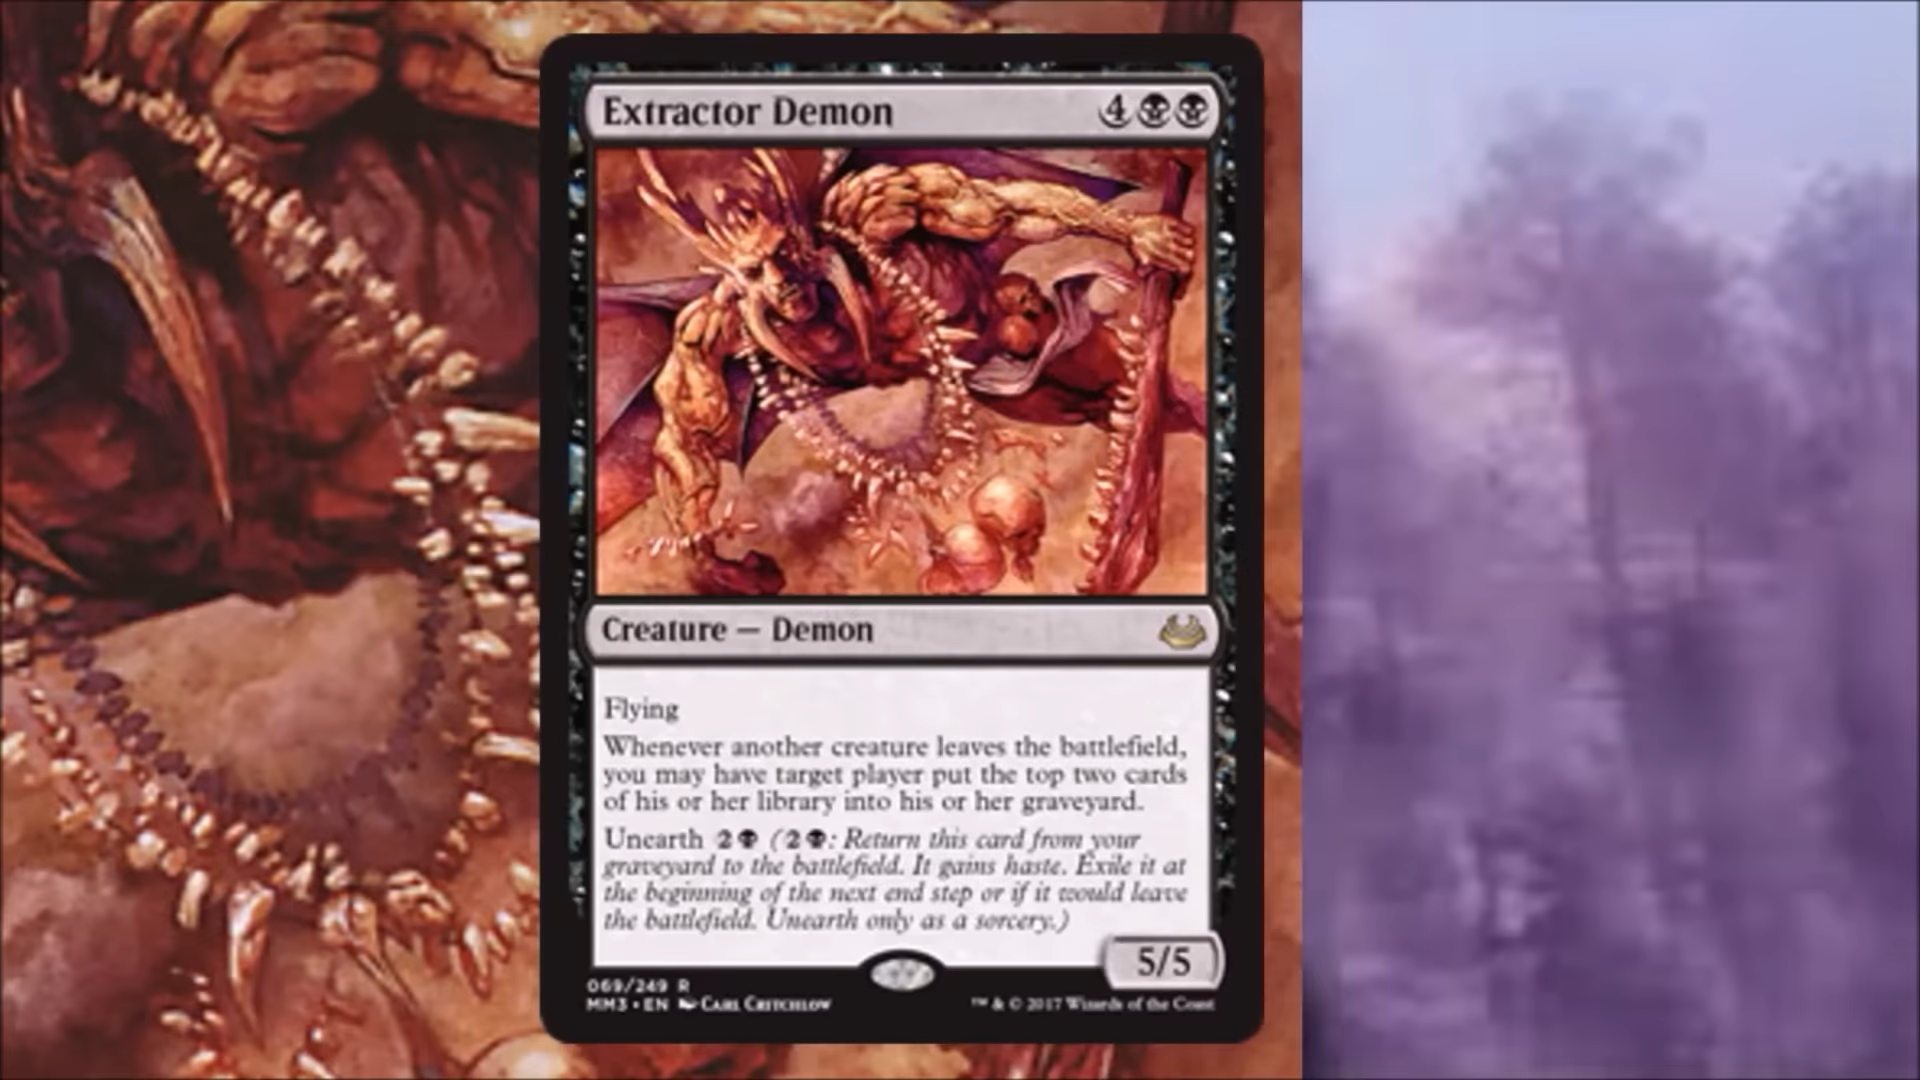 Extractor Demon 4
Creature — Demon
Flying
Whenever another creature leaves the battlefield,
you may have target player put the top two cards
of his or her library into his or her graveyard.
Unearth 2 (2: Return this card from your
graveyard to the battlefield. It gains haste. Exile it at
the beginning of the next end step or if it would leave
the battlefield. Unearth only as a sorcery.)
5/5
069/249 R
MM3 • EN Carl Critchlow
™ & © 2017 Wizards of the Coast